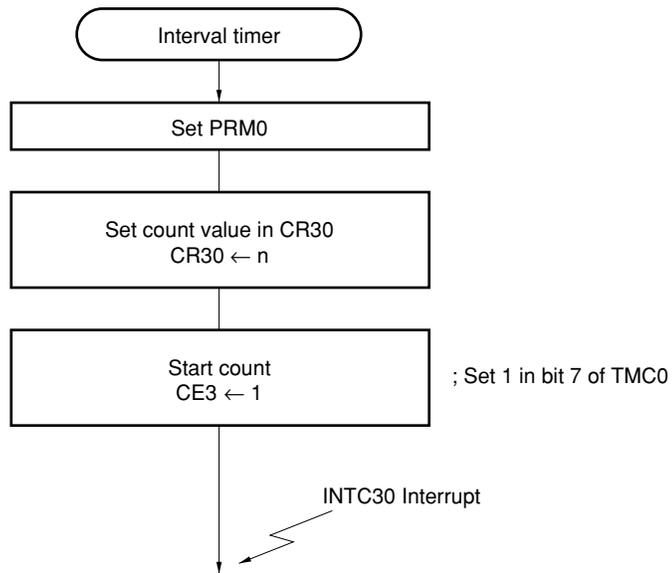 Interval timer
Set PRM0
Set count value in CR30
CR30 ← n
Start count
CE3 ← 1
; Set 1 in bit 7 of TMC0
INTC30 Interrupt